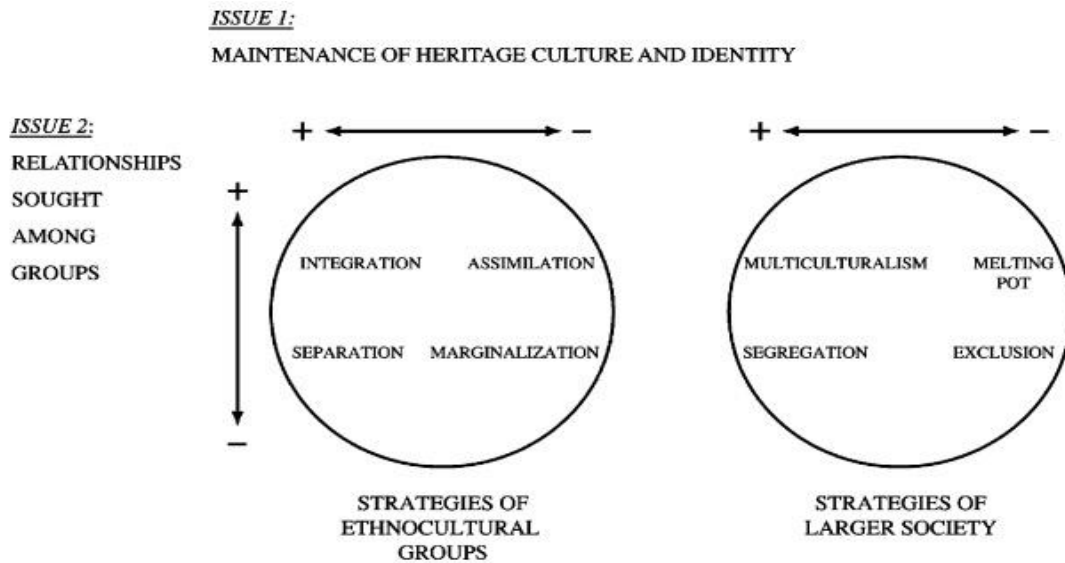 ISSUE 1:
MAINTENANCE OF HERITAGE CULTURE AND IDENTITY
ISSUE 2:
RELATIONSHIPS
SOUGHT
AMONG
GROUPS
+ −
+ −
+
−
INTEGRATION ASSIMILATION
SEPARATION MARGINALIZATION
MULTICULTURALISM MELTING
POT
SEGREGATION EXCLUSION
STRATEGIES OF
ETHNOCULTURAL
GROUPS
STRATEGIES OF
LARGER SOCIETY